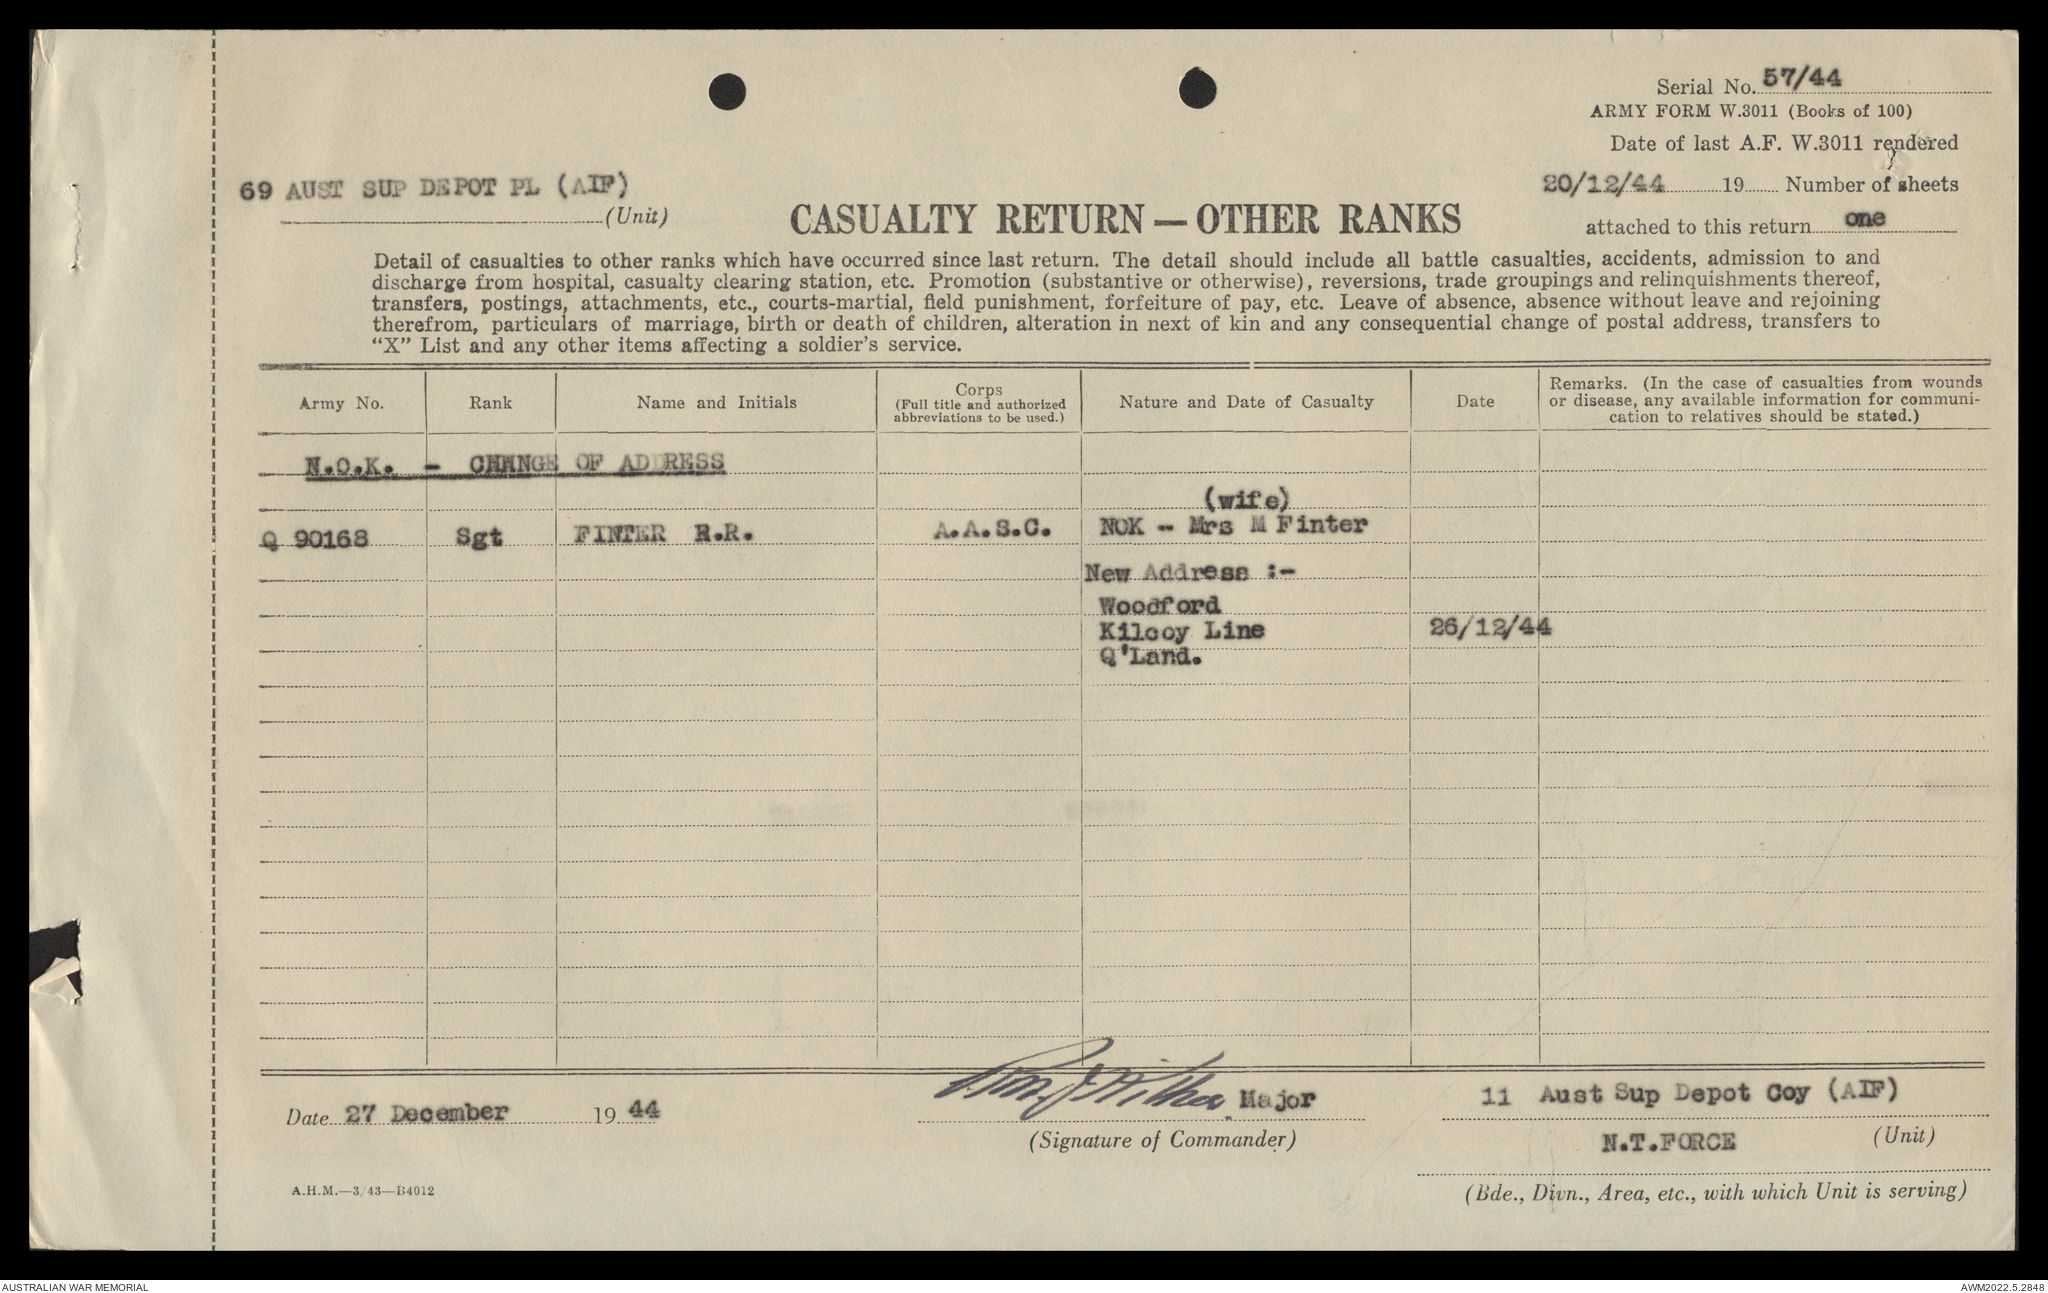 Serial No. 57/44
ARMY FORM W.3011 (Books of 100)
Date of last A.F. W.3011 rendered
20/12/44 19 Number of sheets
attached to this return one
69 AUST SUP DEPOT PL (AIF)
(Unit)
CASUALTY RETURN — OTHER RANKS
Detail of casualties to other ranks which have occurred since last return. The detail should include all battle casualties, accidents, admission to and
discharge from hospital, casualty clearing station, etc. Promotion (substantive or otherwise), reversions, trade groupings and relinquishments thereof,
transfers, postings, attachments, etc., courts-martial, field punishment, forfeiture of pay, etc. Leave of absence, absence without leave and rejoining
therefrom, particulars of marriage, birth or death of children, alteration in next of kin and any consequential change of postal address, transfers to
"X" List and any other items affecting a soldier's service.
Army No.
Rank
Name and Initials
Corps
(Full title and authorized
abbreviations to be used.)
Nature and Date of Casualty
Date
Remarks. (In the case of casualties from wounds
or disease, any available information for communi-
cation to relatives should be stated.)
N.O.K. - CHANGE OF ADDRESS
(wife)
Q 90168 Sgt FINTER R.R. A.A.S.C. NOK - Mrs M Finter
New Address :-
Woodford
Kilcoy Line 26/12/44
Q'Land.
Date 27 December 19 44
Major
(Signature of Commander)
11 Aust Sup Depot Coy (AIF)
(Unit)
N.T.FORCE
(Bde., Divn., Area, etc., with which Unit is serving)
A.H.M.—3/43—B4012
AUSTRALIAN WAR MEMORIAL
AWM2022.5.2848